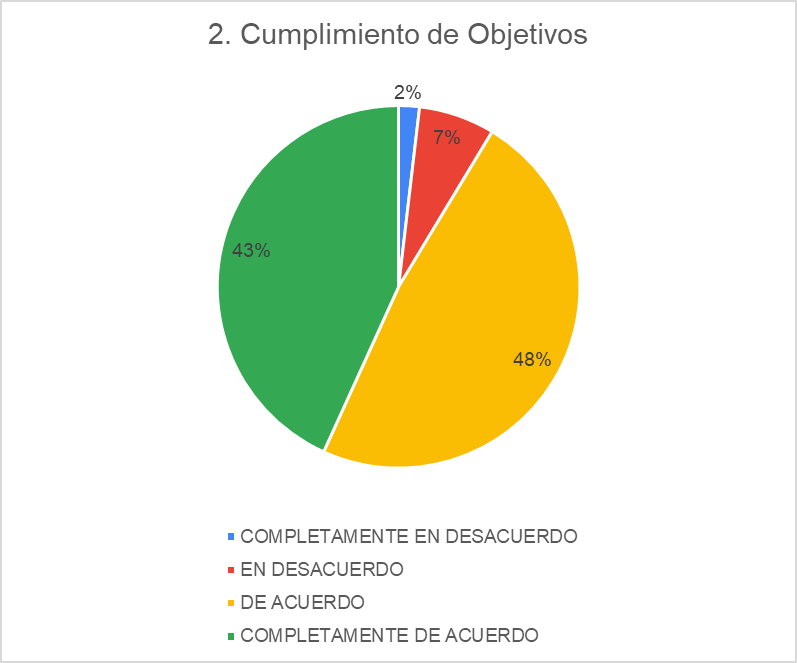 2. Cumplimiento de Objetivos
2%
7%
43%
48%
COMPLETAMENTE EN DESACUERDO
EN DESACUERDO
DE ACUERDO
COMPLETAMENTE DE ACUERDO